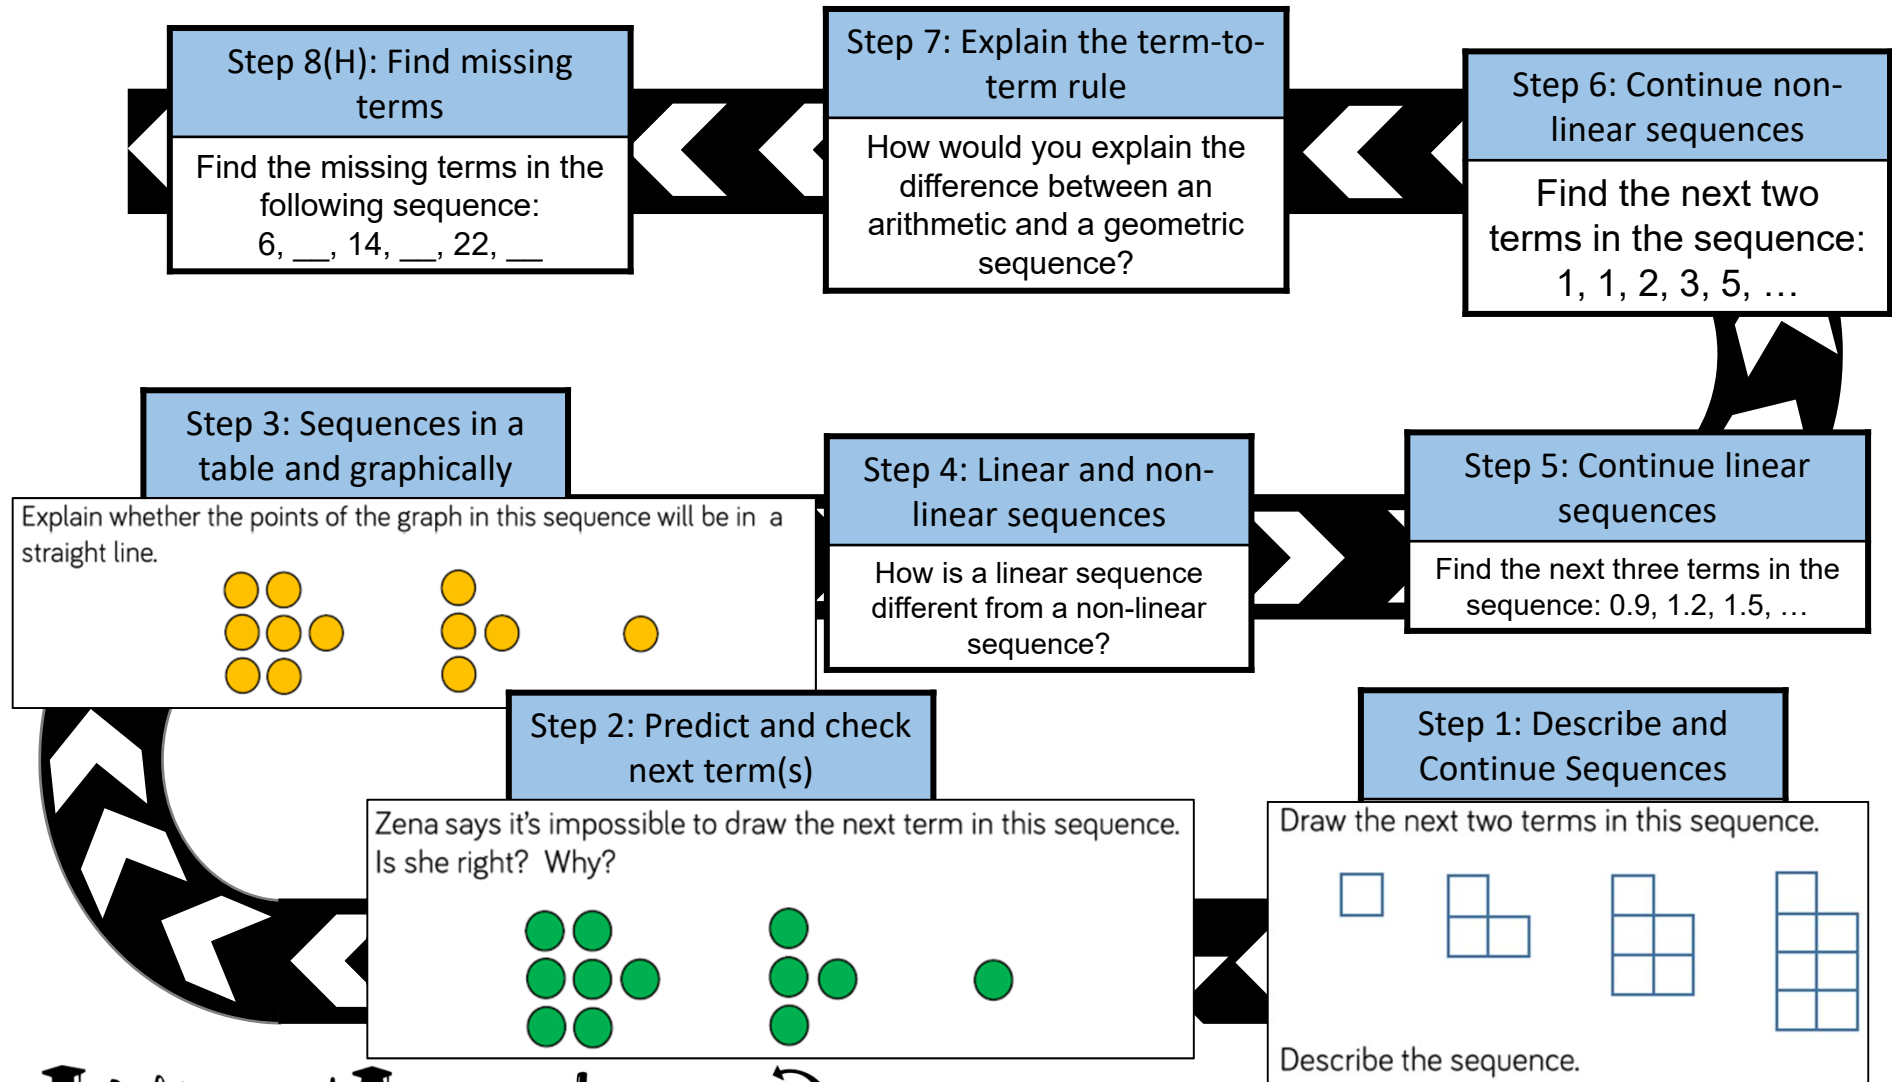 Step 8(H): Find missing
terms
Find the missing terms in the
following sequence:
6, __, 14, __, 22, __
Step 7: Explain the term-to-
term rule
How would you explain the
difference between an
arithmetic and a geometric
sequence?
Step 6: Continue non-
linear sequences
Find the next two
terms in the sequence:
1, 1, 2, 3, 5, …
Step 3: Sequences in a
table and graphically
Explain whether the points of the graph in this sequence will be in a
straight line.
Step 4: Linear and non-
linear sequences
How is a linear sequence
different from a non-linear
sequence?
Step 5: Continue linear
sequences
Find the next three terms in the
sequence: 0.9, 1.2, 1.5, …
Step 2: Predict and check
next term(s)
Zena says it's impossible to draw the next term in this sequence.
Is she right? Why?
Step 1: Describe and
Continue Sequences
Draw the next two terms in this sequence.
Describe the sequence.